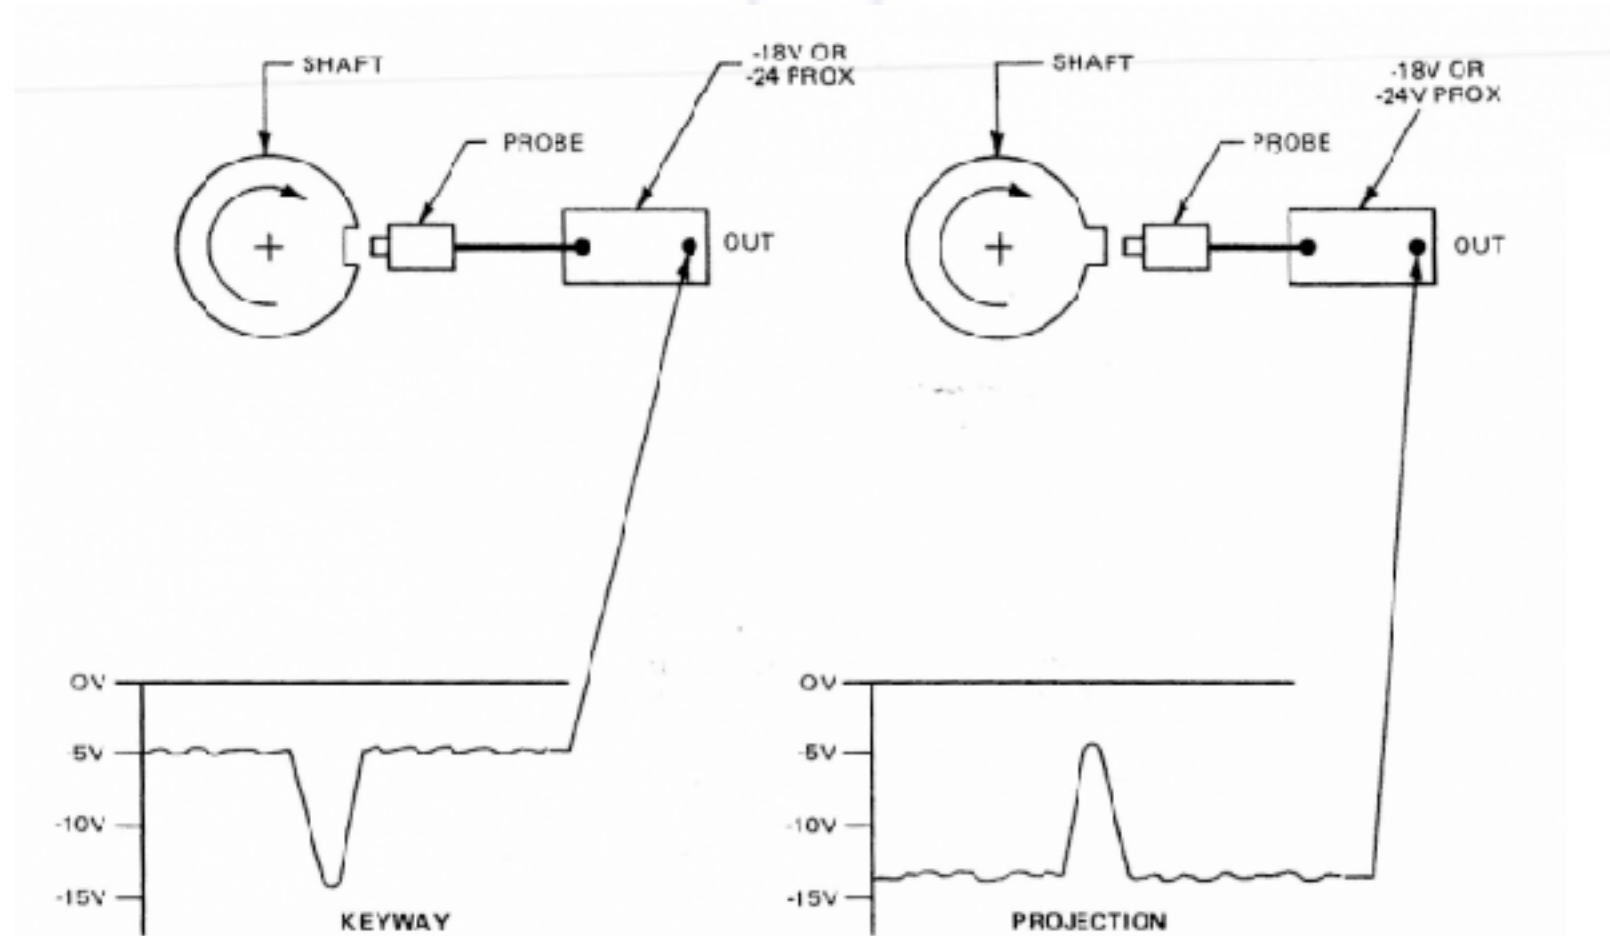 SHAFT
-18V OR
-24 PROX
PROBE
OUT
SHAFT
-18V OR
-24V PROX
PROBE
OUT
0V
-5V
-10V
-15V
KEYWAY
0V
-5V
-10V
-15V
PROJECTION